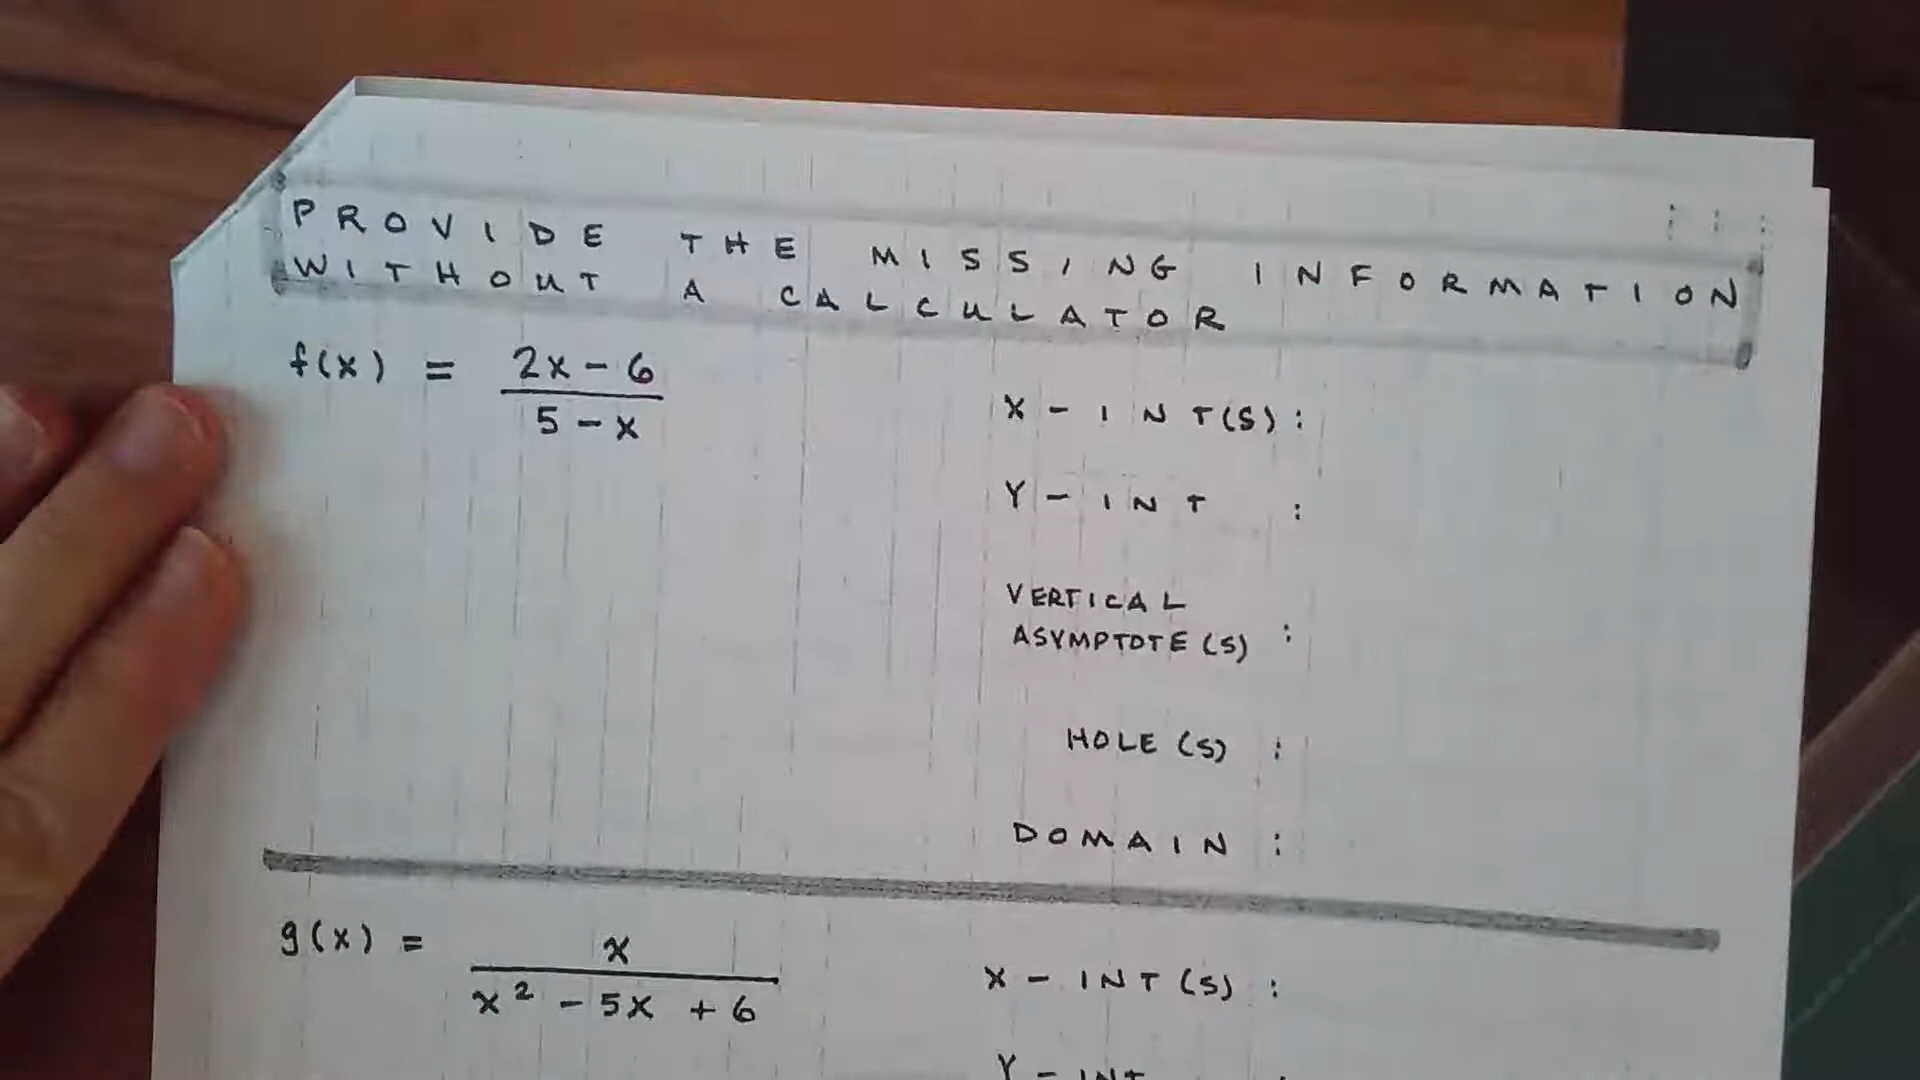 PROVIDE THE MISSING INFORMATION
WITHOUT A CALCULATOR
f(x) = 2x - 6
5 - x
X - INT(S):
Y - INT :
VERTICAL
ASYMPTOTE(S) :
HOLE(S) :
DOMAIN :
g(x) = x
x² - 5x + 6
X - INT(S) :
Y - INT :